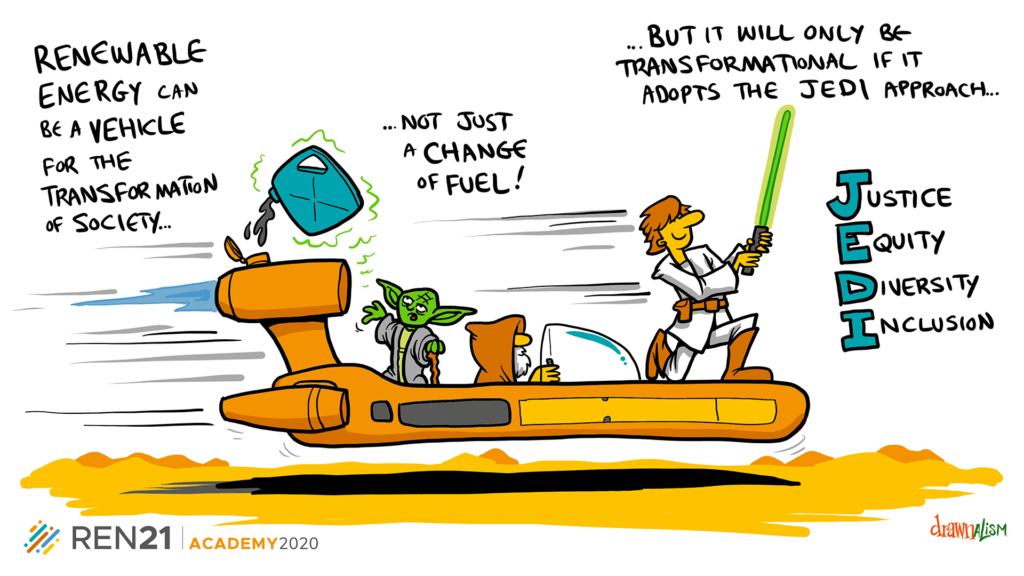 RENEWABLE
ENERGY CAN
BE A VEHICLE
FOR THE
TRANSFORMATION
OF SOCIETY...
...NOT JUST
A CHANGE
OF FUEL!
...BUT IT WILL ONLY BE
TRANSFORMATIONAL IF IT
ADOPTS THE JEDI APPROACH...
JUSTICE
EQUITY
DIVERSITY
INCLUSION
REN21 ACADEMY2020
drawnALISM